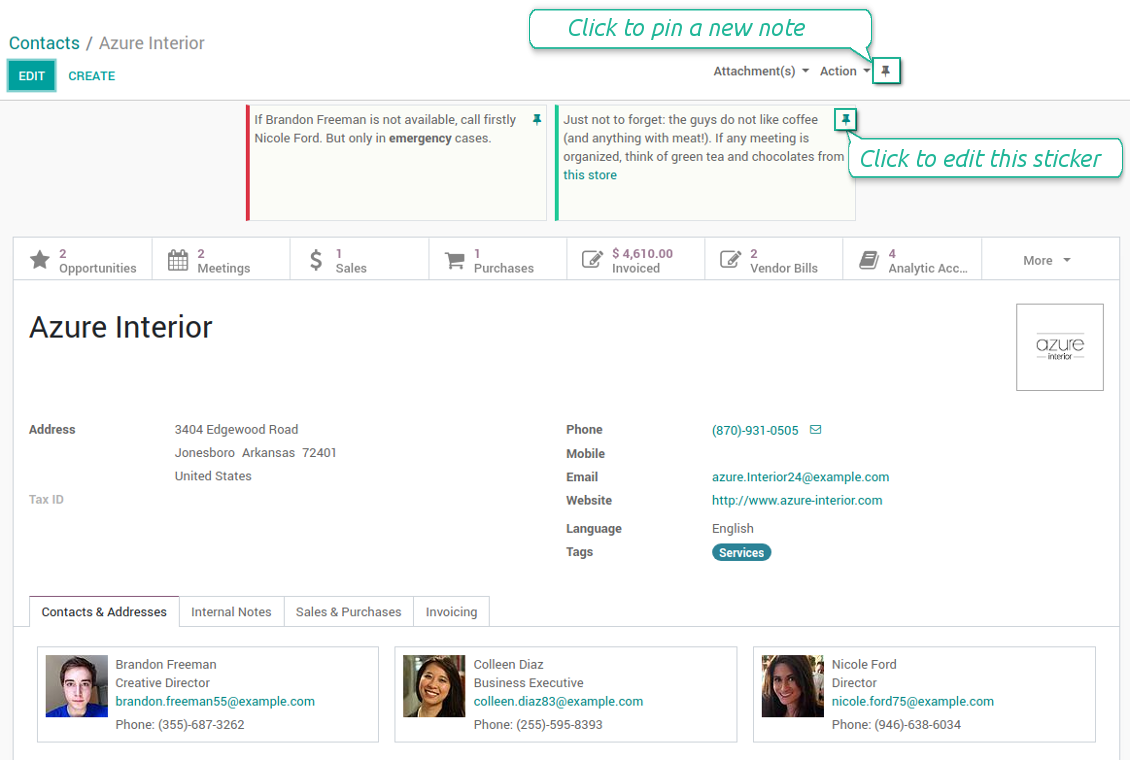 Click to pin a new note
Contacts / Azure Interior
EDIT CREATE
Attachment(s) Action
If Brandon Freeman is not available, call firstly
Nicole Ford. But only in emergency cases.
Just not to forget: the guys do not like coffee
(and anything with meat!). If any meeting is
organized, think of green tea and chocolates from
this store
Click to edit this sticker
2
Opportunities
2
Meetings
$
1
Sales
1
Purchases
$ 4,610.00
Invoiced
2
Vendor Bills
4
Analytic Acc...
More
Azure Interior
azure
interior
Address
3404 Edgewood Road
Jonesboro Arkansas 72401
United States
Tax ID
Phone (870)-931-0505
Mobile
Email azure.Interior24@example.com
Website http://www.azure-interior.com
Language English
Tags Services
Contacts & Addresses Internal Notes Sales & Purchases Invoicing
Brandon Freeman
Creative Director
brandon.freeman55@example.com
Phone: (355)-687-3262
Colleen Diaz
Business Executive
colleen.diaz83@example.com
Phone: (255)-595-8393
Nicole Ford
Director
nicole.ford75@example.com
Phone: (946)-638-6034